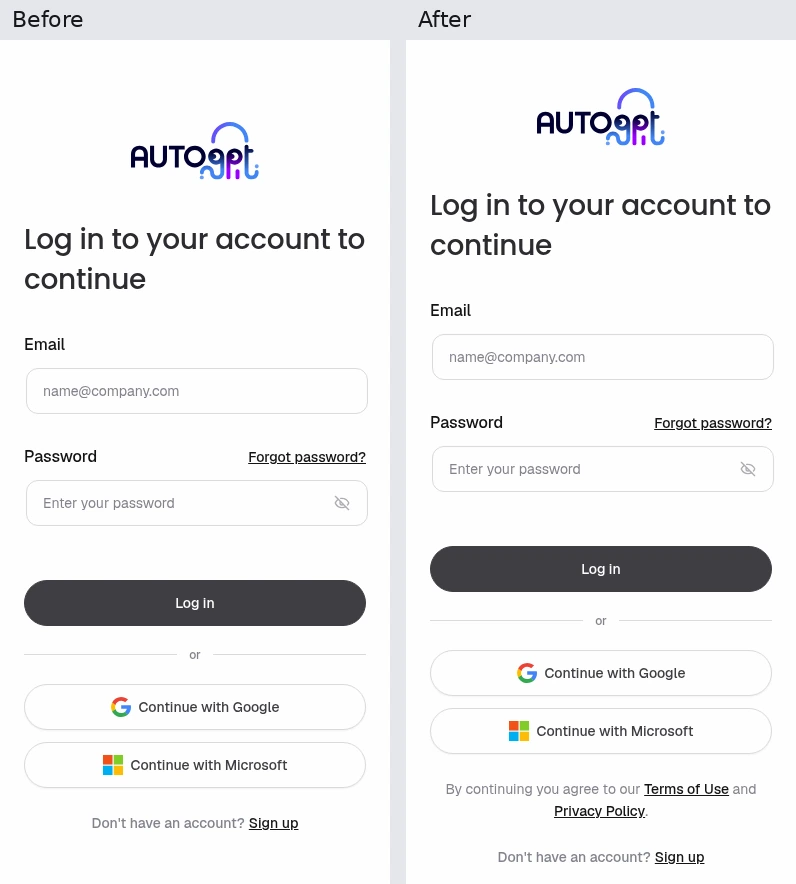 Before
AUTOgpt
Log in to your account to
continue
Email
name@company.com
Password Forgot password?
Enter your password
Log in
or
Continue with Google
Continue with Microsoft
Don't have an account? Sign up
After
AUTOgpt
Log in to your account to
continue
Email
name@company.com
Password Forgot password?
Enter your password
Log in
or
Continue with Google
Continue with Microsoft
By continuing you agree to our Terms of Use and
Privacy Policy.
Don't have an account? Sign up